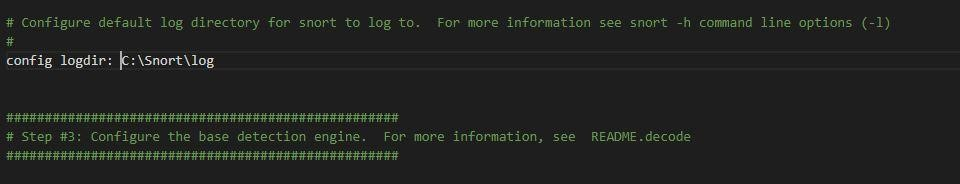 # Configure default log directory for snort to log to.  For more information see snort -h command line options (-l)
#
config logdir: C:\Snort\log
###################################################
# Step #3: Configure the base detection engine.  For more information, see  README.decode
###################################################